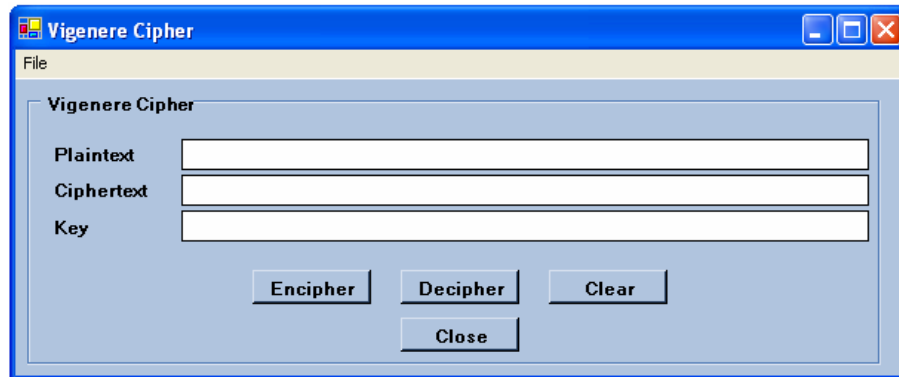 Vigenere Cipher
File
Vigenere Cipher
Plaintext
Ciphertext
Key
Encipher Decipher Clear
Close